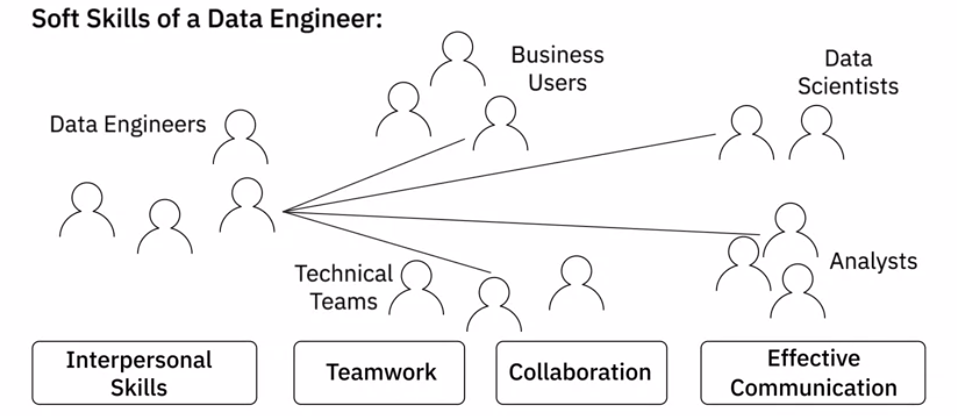 Soft Skills of a Data Engineer:
Business
Users
Data
Scientists
Data Engineers
Technical
Teams
Analysts
Interpersonal
Skills
Teamwork
Collaboration
Effective
Communication